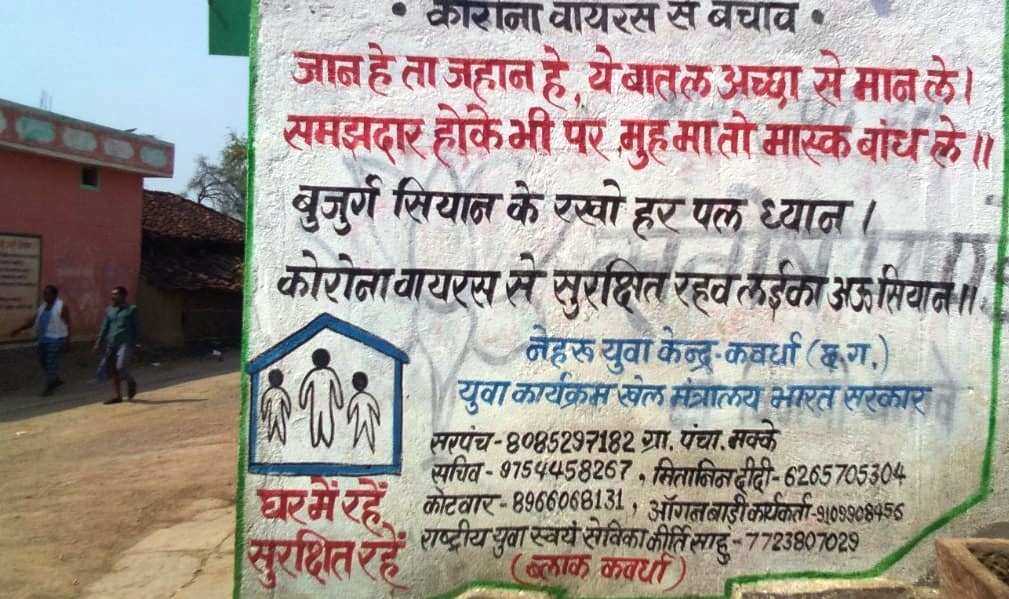 • कोरोना वायरस से बचाव •
जान हे ता जहान हे, ये बात ल अच्छा से मान ले।
समझदार होके भी पर, मुह मा तो मास्क बांध ले॥
बुजुर्ग सियान के रखो हर पल ध्यान।
कोरोना वायरस से सुरक्षित रहव लईका अऊ सियान॥
नेहरू युवा केन्द्र-कवर्धा (छ.ग.)
युवा कार्यक्रम खेल मंत्रालय भारत सरकार
सरपंच-8085297182 ग्रा. पंचा. मक्के
सचिव-9754458267, मितानिन दीदी-6265705304
कोटवार-8966068131, ऑगनबाड़ी कार्यकर्ता-9109908456
राष्ट्रीय युवा स्वयं सेविका कीर्ति साहु-7723807029
(ब्लाक कवर्धा)
घर में रहें
सुरक्षित रहें